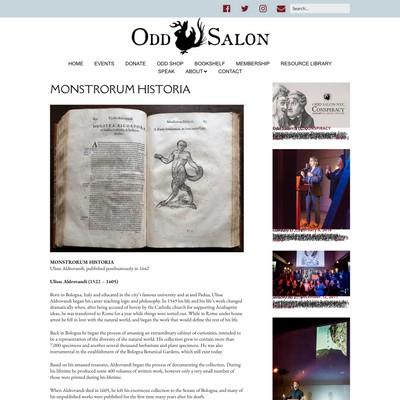 Search...
ODD SALON
HOME EVENTS DONATE ODD SHOP BOOKSHELF MEMBERSHIP RESOURCE LIBRARY
SPEAK ABOUT CONTACT
MONSTRORUM HISTORIA
ODD SALON NYC
CONSPIRACY
MONSTRORUM HISTORIA
Ulisse Aldrovandi, published posthumously in 1642
Ulisse Aldrovandi (1522 – 1605)
Born in Bologna, Italy and educated in the city's famous university and at and Padua, Ulisse
Aldrovandi began his career teaching logic and philosophy. In 1549 his life and his life's work changed
dramatically when, after being accused of heresy by the Catholic church for supporting Anabaptist
ideas, he was transferred to Rome for a year while things were sorted out. While in Rome under house
arrest he fell in love with the natural world, and began the work that would define the rest of his life.
Back in Bologna he began the process of amassing an extraordinary cabinet of curiosities, intended to
be a representation of the diversity of the natural world. His collection grew to contain more than
7,000 specimens and another several thousand herbariums and plant specimens. He was also
instrumental in the establishment of the Bologna Botanical Gardens, which still exist today.
Based on his amassed treasures, Aldrovandi began the process of documenting the collection. During
his lifetime he produced some 400 volumes of written work, however only a very small number of
those were printed during his lifetime.
When Aldrovandi died in 1605, he left his enormous collection to the Senate of Bologna, and many of
his unpublished works were published for the first time many years after his death.